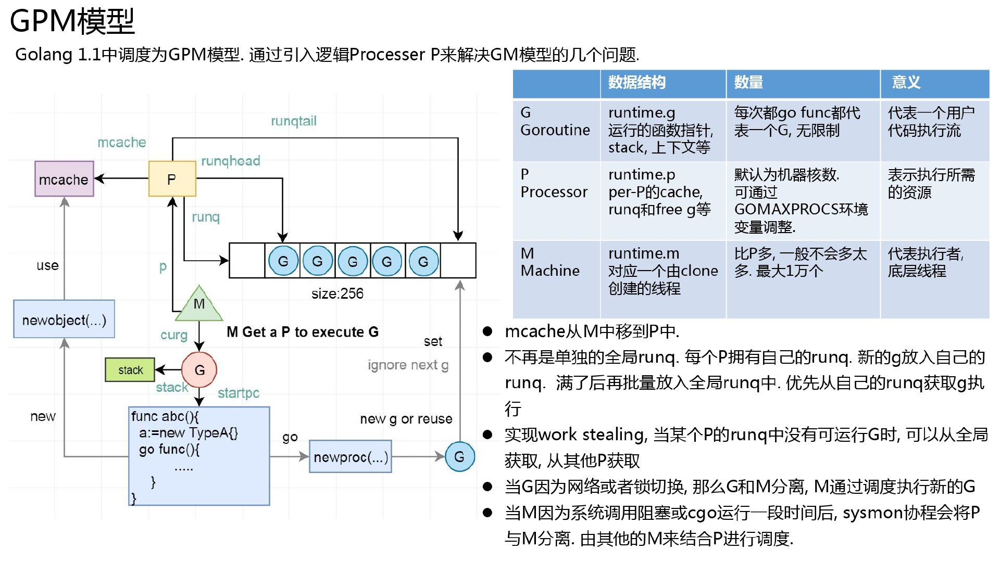 GPM模型
Golang 1.1中调度为GPM模型. 通过引入逻辑Processer P来解决GM模型的几个问题.
runqtail
mcache
runqhead
mcache
P
runq
use
p
G
G
G
G
G
size:256
M
newobject(...)
curg
M Get a P to execute G
set
ignore next g
stack
G
stack
startpc
new
func abc(){
a:=new TypeA{}
go func(){
.....
}
}
go
new g or reuse
newproc(...)
G
数据结构
数量
意义
G
Goroutine
runtime.g
运行的函数指针,
stack, 上下文等
每次都go func都代
表一个G, 无限制
代表一个用户
代码执行流
P
Processor
runtime.p
per-P的cache,
runq和free g等
默认为机器核数.
可通过
GOMAXPROCS环境
变量调整.
表示执行所需
的资源
M
Machine
runtime.m
对应一个由clone
创建的线程
比P多, 一般不会多太
多. 最大1万个
代表执行者,
底层线程
● mcache从M中移到P中.
● 不再是单独的全局runq. 每个P拥有自己的runq. 新的g放入自己的
runq. 满了后再批量放入全局runq中. 优先从自己的runq获取g执
行
● 实现work stealing, 当某个P的runq中没有可运行G时, 可以从全局
获取, 从其他P获取
● 当G因为网络或者锁切换, 那么G和M分离, M通过调度执行新的G
● 当M因为系统调用阻塞或cgo运行一段时间后, sysmon协程会将P
与M分离. 由其他的M来结合P进行调度.